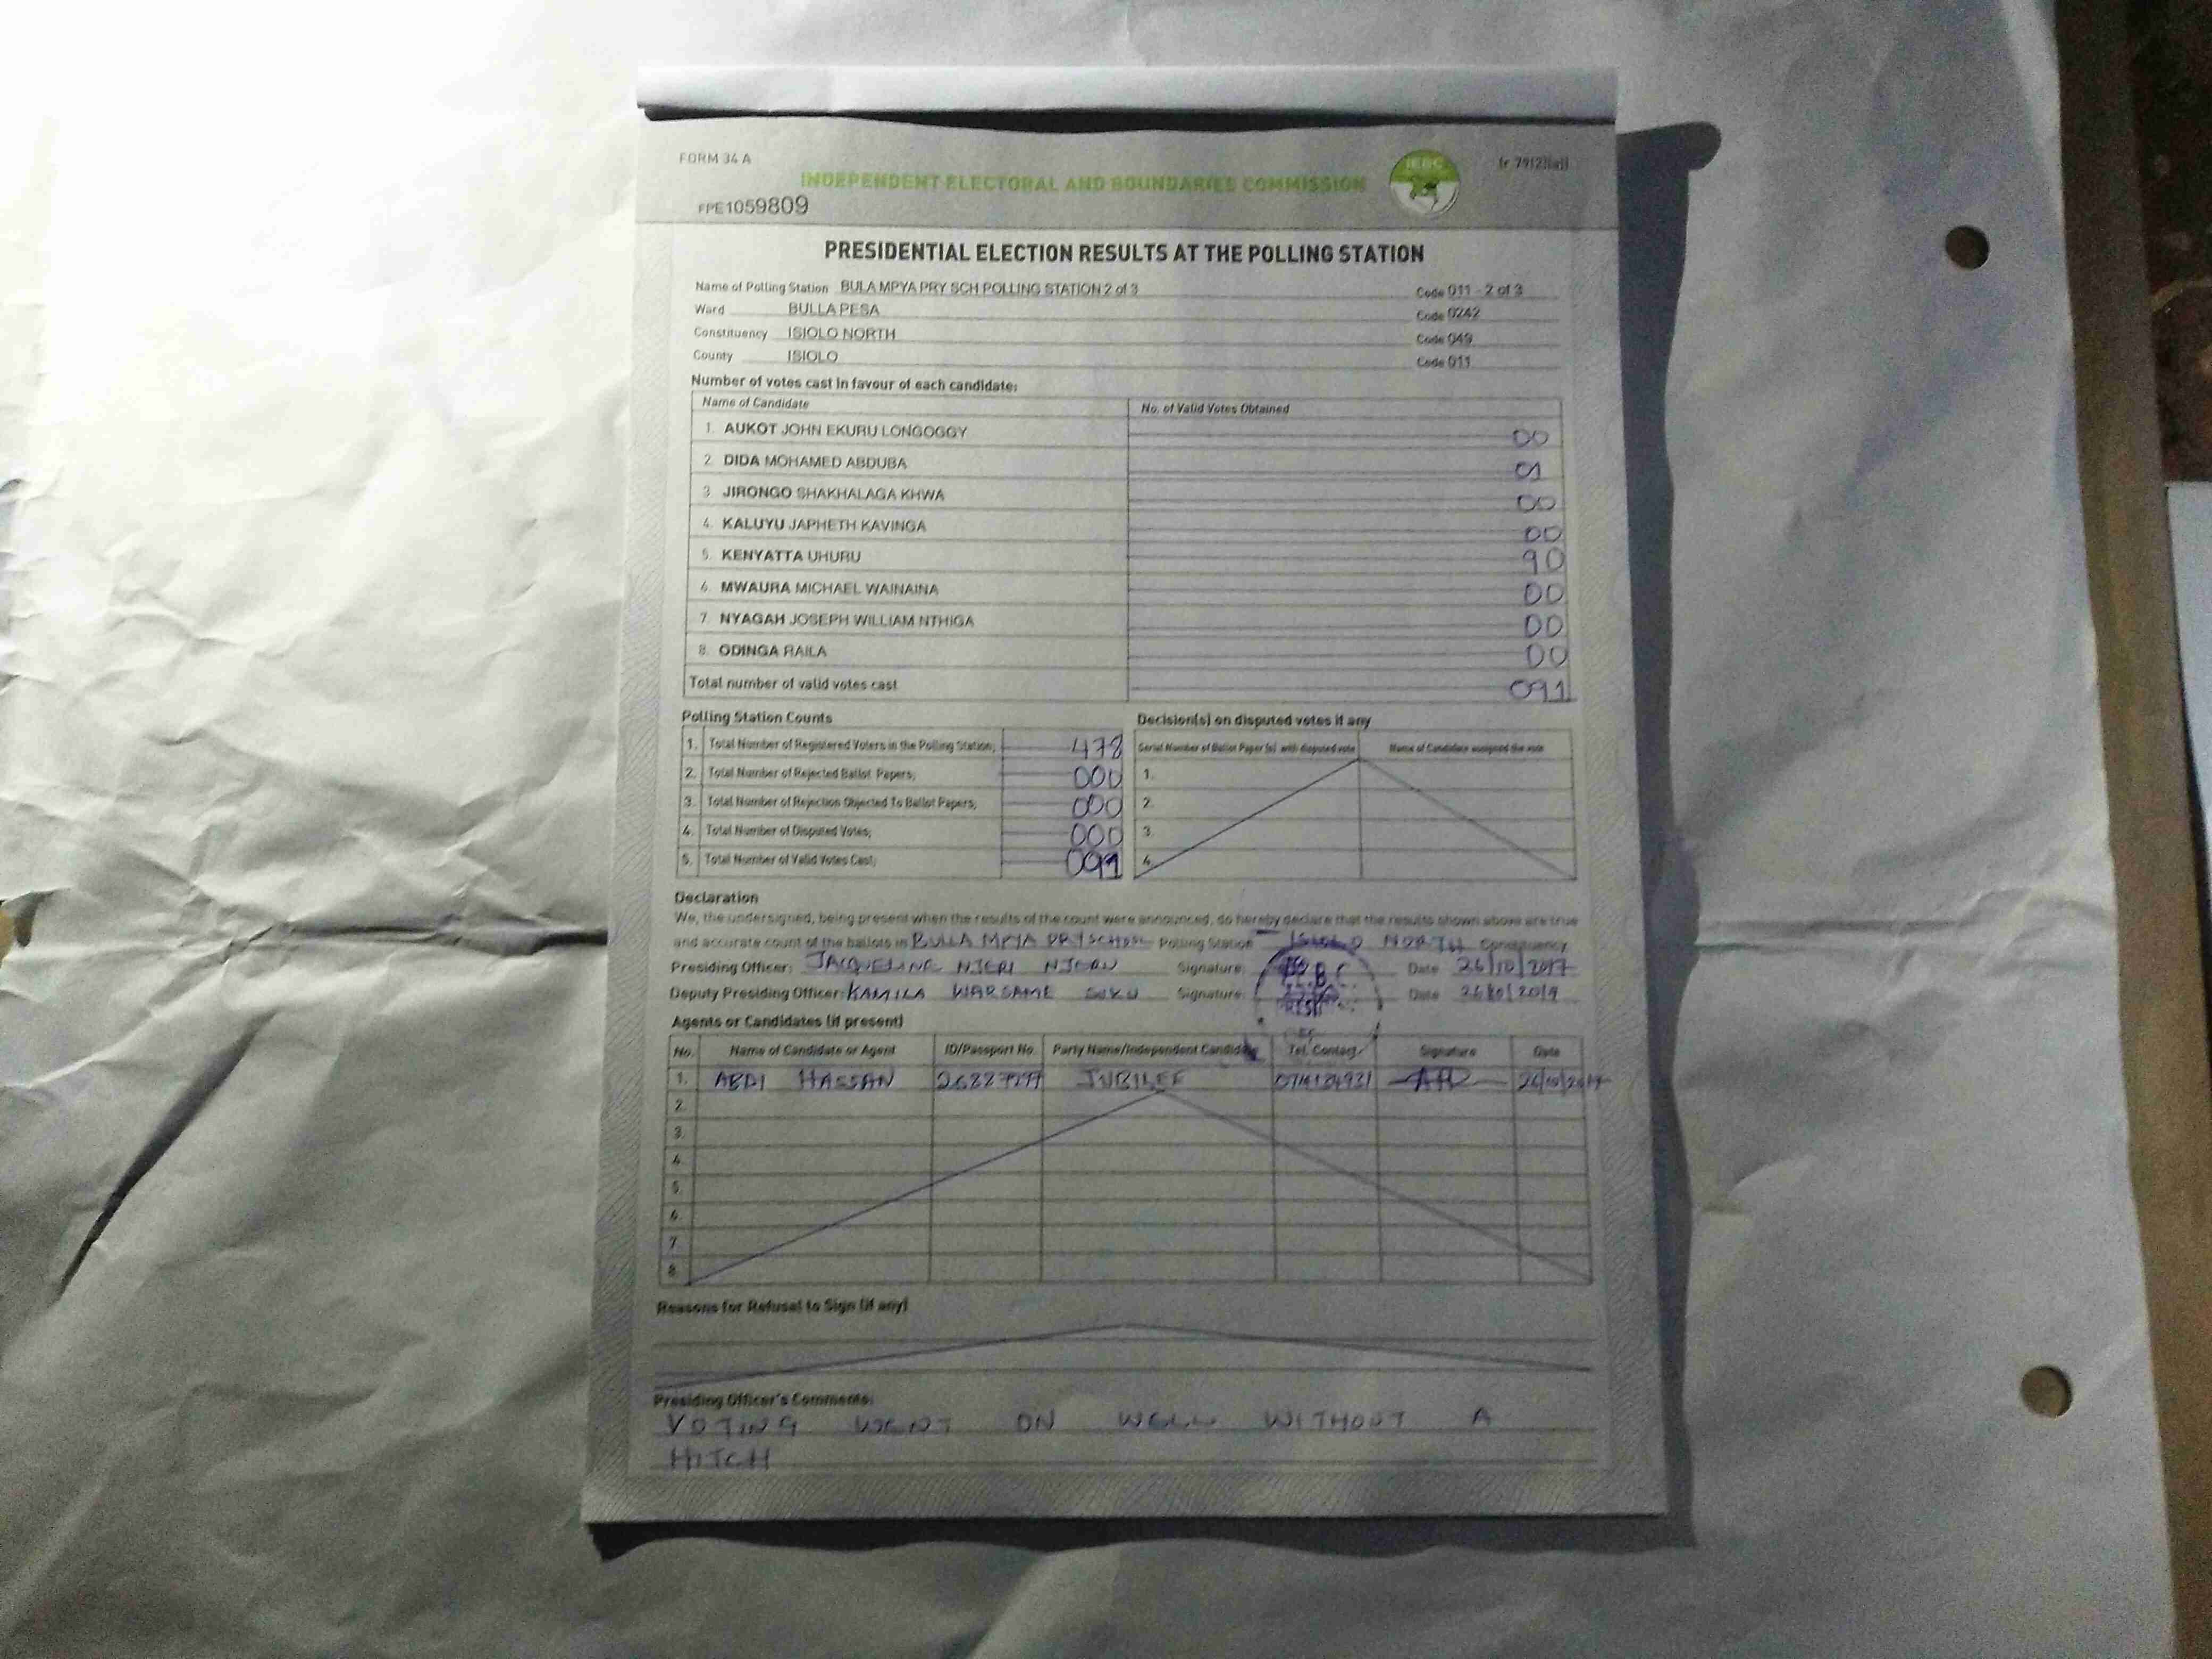 FORM 34 A
INDEPENDENT ELECTORAL AND BOUNDARIES COMMISSION
IEBC
FPE1059809
PRESIDENTIAL ELECTION RESULTS AT THE POLLING STATION
Name of Polling Station BULA MPYA PRY SCH POLLING STATION 2 of 3 Code 011 - 2 of 3
Ward BULLA PESA Code 0242
Constituency ISIOLO NORTH Code 049
County ISIOLO Code 011
Number of votes cast in favour of each candidate:
Name of Candidate No. of Valid Votes Obtained
1. AUKOT JOHN EKURU LONGOGGY 00
2. DIDA MOHAMED ABDUBA 01
3. JIRONGO SHAKHALAGA KHWA 00
4. KALUYU JAPHETH KAVINGA 00
5. KENYATTA UHURU 90
6. MWAURA MICHAEL WAINAINA 00
7. NYAGAH JOSEPH WILLIAM NTHIGA 00
8. ODINGA RAILA 00
Total number of valid votes cast 091
Polling Station Counts Decision(s) on disputed votes if any
1. Total Number of Registered Voters in the Polling Station; 478 Serial Number of Ballot Paper (s) with disputed vote Name of Candidate assigned the vote
2. Total Number of Rejected Ballot Papers; 000 1.
3. Total Number of Rejection Objected To Ballot Papers; 000 2.
4. Total Number of Disputed Votes; 000 3.
5. Total Number of Valid Votes Cast; 091 4.
Declaration
We, the undersigned, being present when the results of the count were announced, do hereby declare that the results shown above are true
and accurate count of the ballots in BULLA MPYA PRY SCHOOL Polling Station ISIOLO NORTH Constituency
Presiding Officer: JACQUELINE NJERI Signature: Date 26/10/2017
Deputy Presiding Officer: KAMILA WARSAME Signature: Date
Agents or Candidates (if present)
No. Name of Candidate or Agent ID/Passport No. Party Name/Independent Candidate Tel. Contact Signature Date
1. ABDI HASSAN JUBILEE 26/10/2017
2.
3.
4.
5.
6.
7.
8.
Reasons for Refusal to Sign (if any)
Presiding Officer's Comments:
VOTING WENT ON WELL WITHOUT A
HITCH